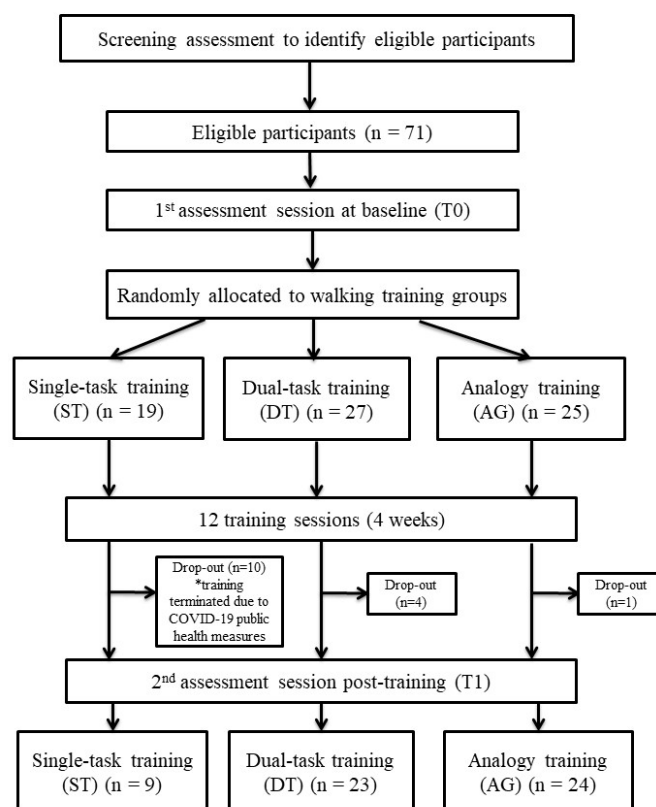 Screening assessment to identify eligible participants
Eligible participants (n = 71)
1st assessment session at baseline (T0)
Randomly allocated to walking training groups
Single-task training
(ST) (n = 19)
Dual-task training
(DT) (n = 27)
Analogy training
(AG) (n = 25)
12 training sessions (4 weeks)
Drop-out (n=10)
*training
terminated due to
COVID-19 public
health measures
Drop-out
(n=4)
Drop-out
(n=1)
2nd assessment session post-training (T1)
Single-task training
(ST) (n = 9)
Dual-task training
(DT) (n = 23)
Analogy training
(AG) (n = 24)